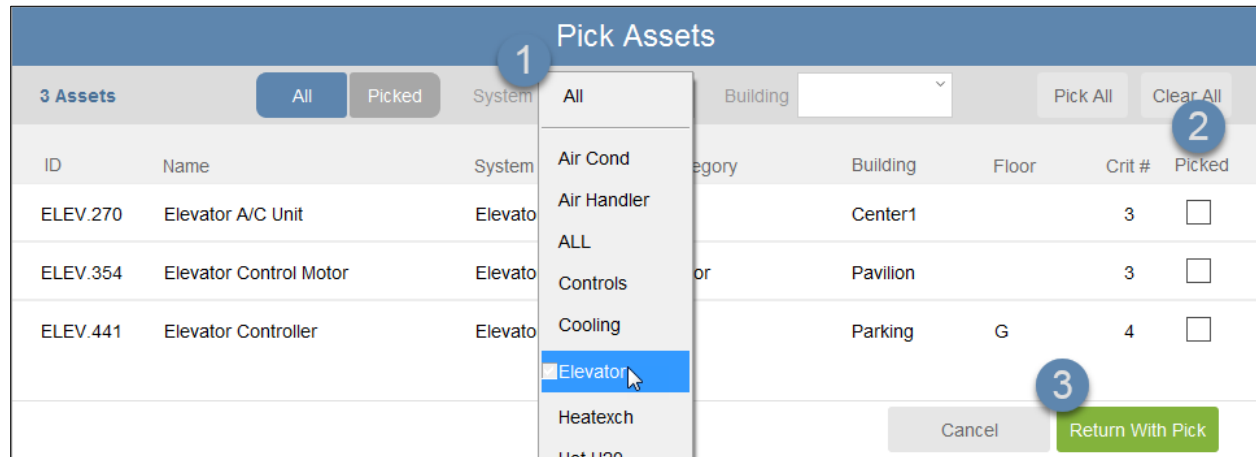 Pick Assets
1
3 Assets All Picked System All Building Pick All Clear All
2
ID Name System egory Building Floor Crit # Picked
Air Cond
Air Handler
ELEV.270 Elevator A/C Unit Elevato Center1 3
ALL
ELEV.354 Elevator Control Motor Elevato or Pavilion 3
Controls
Cooling
ELEV.441 Elevator Controller Elevato Parking G 4
Elevator
3
Heatexch
Cancel Return With Pick